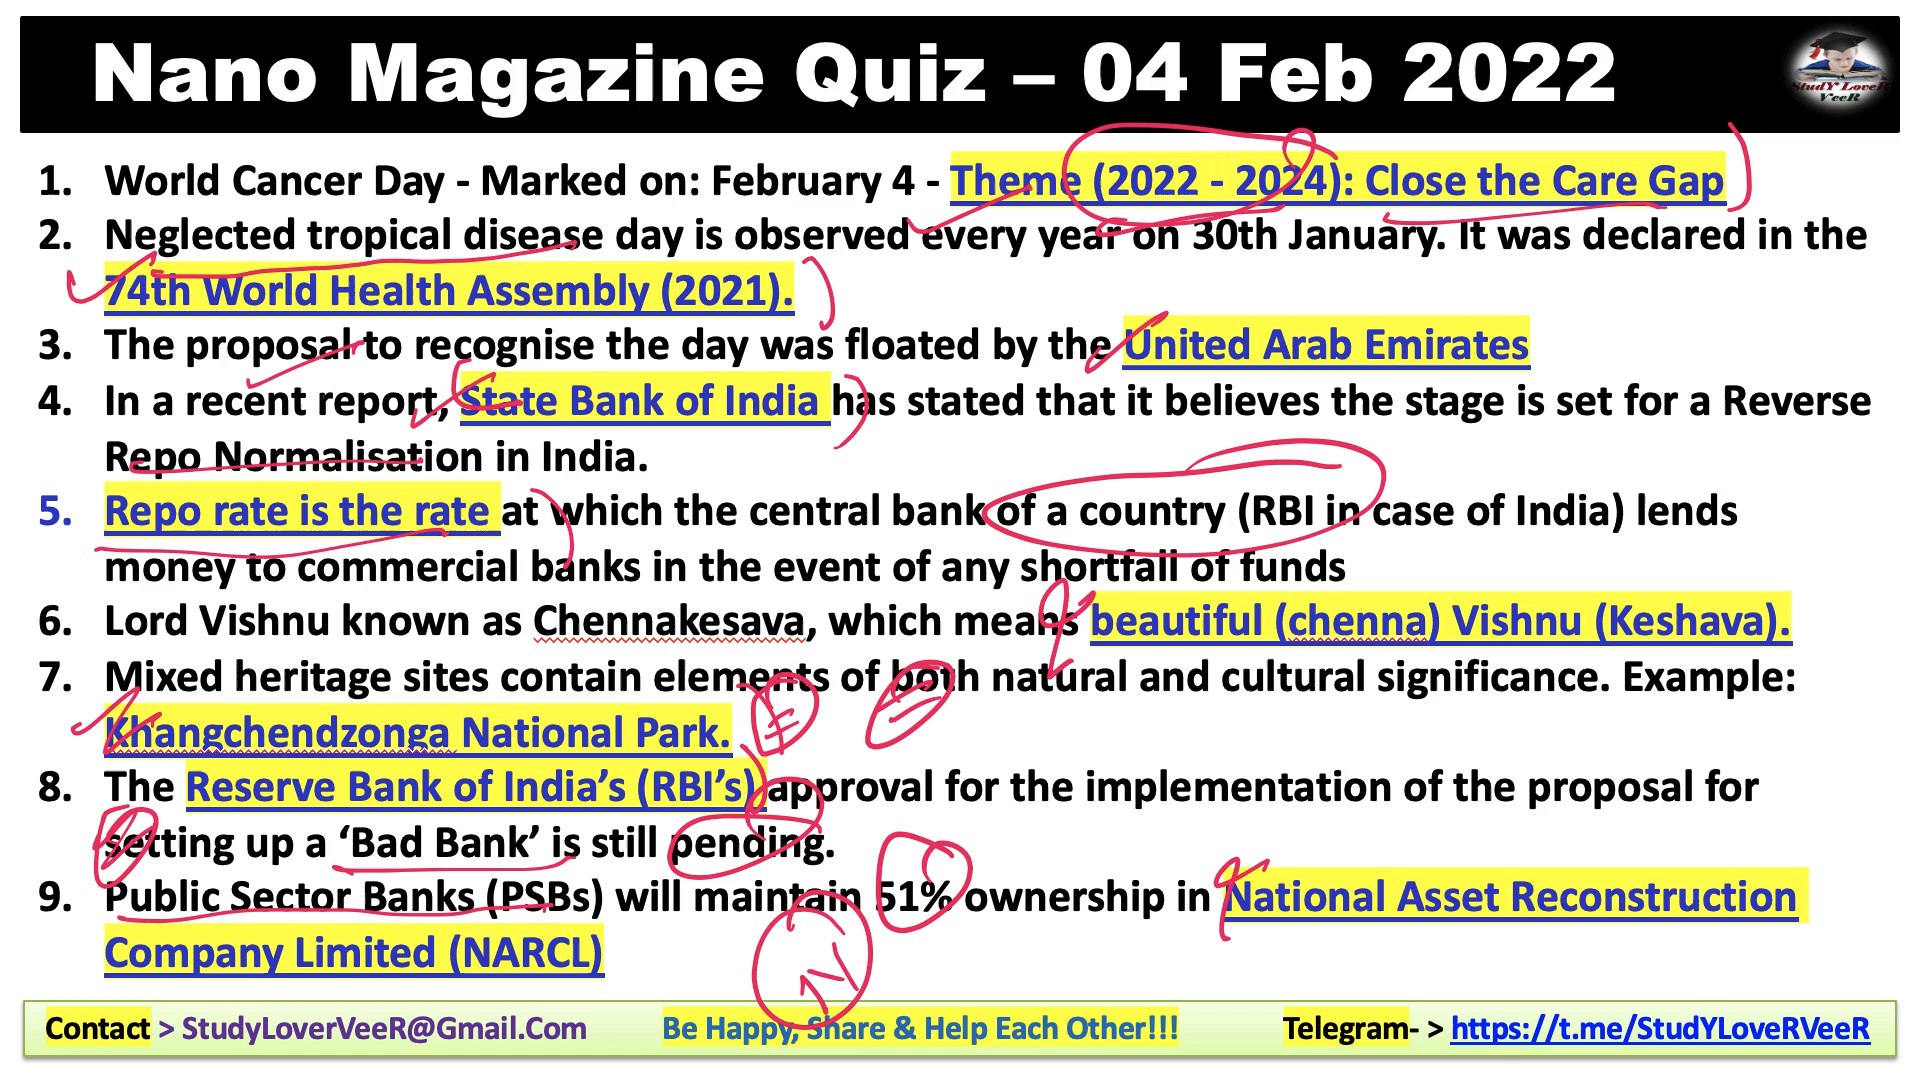 Nano Magazine Quiz – 04 Feb 2022
StudY LoveR
VeeR
1. World Cancer Day - Marked on: February 4 - Theme (2022 - 2024): Close the Care Gap
2. Neglected tropical disease day is observed every year on 30th January. It was declared in the
74th World Health Assembly (2021).
3. The proposal to recognise the day was floated by the United Arab Emirates
4. In a recent report, State Bank of India has stated that it believes the stage is set for a Reverse
Repo Normalisation in India.
5. Repo rate is the rate at which the central bank of a country (RBI in case of India) lends
money to commercial banks in the event of any shortfall of funds
6. Lord Vishnu known as Chennakesava, which means beautiful (chenna) Vishnu (Keshava).
7. Mixed heritage sites contain elements of both natural and cultural significance. Example:
Khangchendzonga National Park.
8. The Reserve Bank of India’s (RBI’s) approval for the implementation of the proposal for
setting up a ‘Bad Bank’ is still pending.
9. Public Sector Banks (PSBs) will maintain 51% ownership in National Asset Reconstruction
Company Limited (NARCL)
Contact > StudyLoverVeeR@Gmail.Com Be Happy, Share & Help Each Other!!! Telegram- > https://t.me/StudYLoveRVeeR